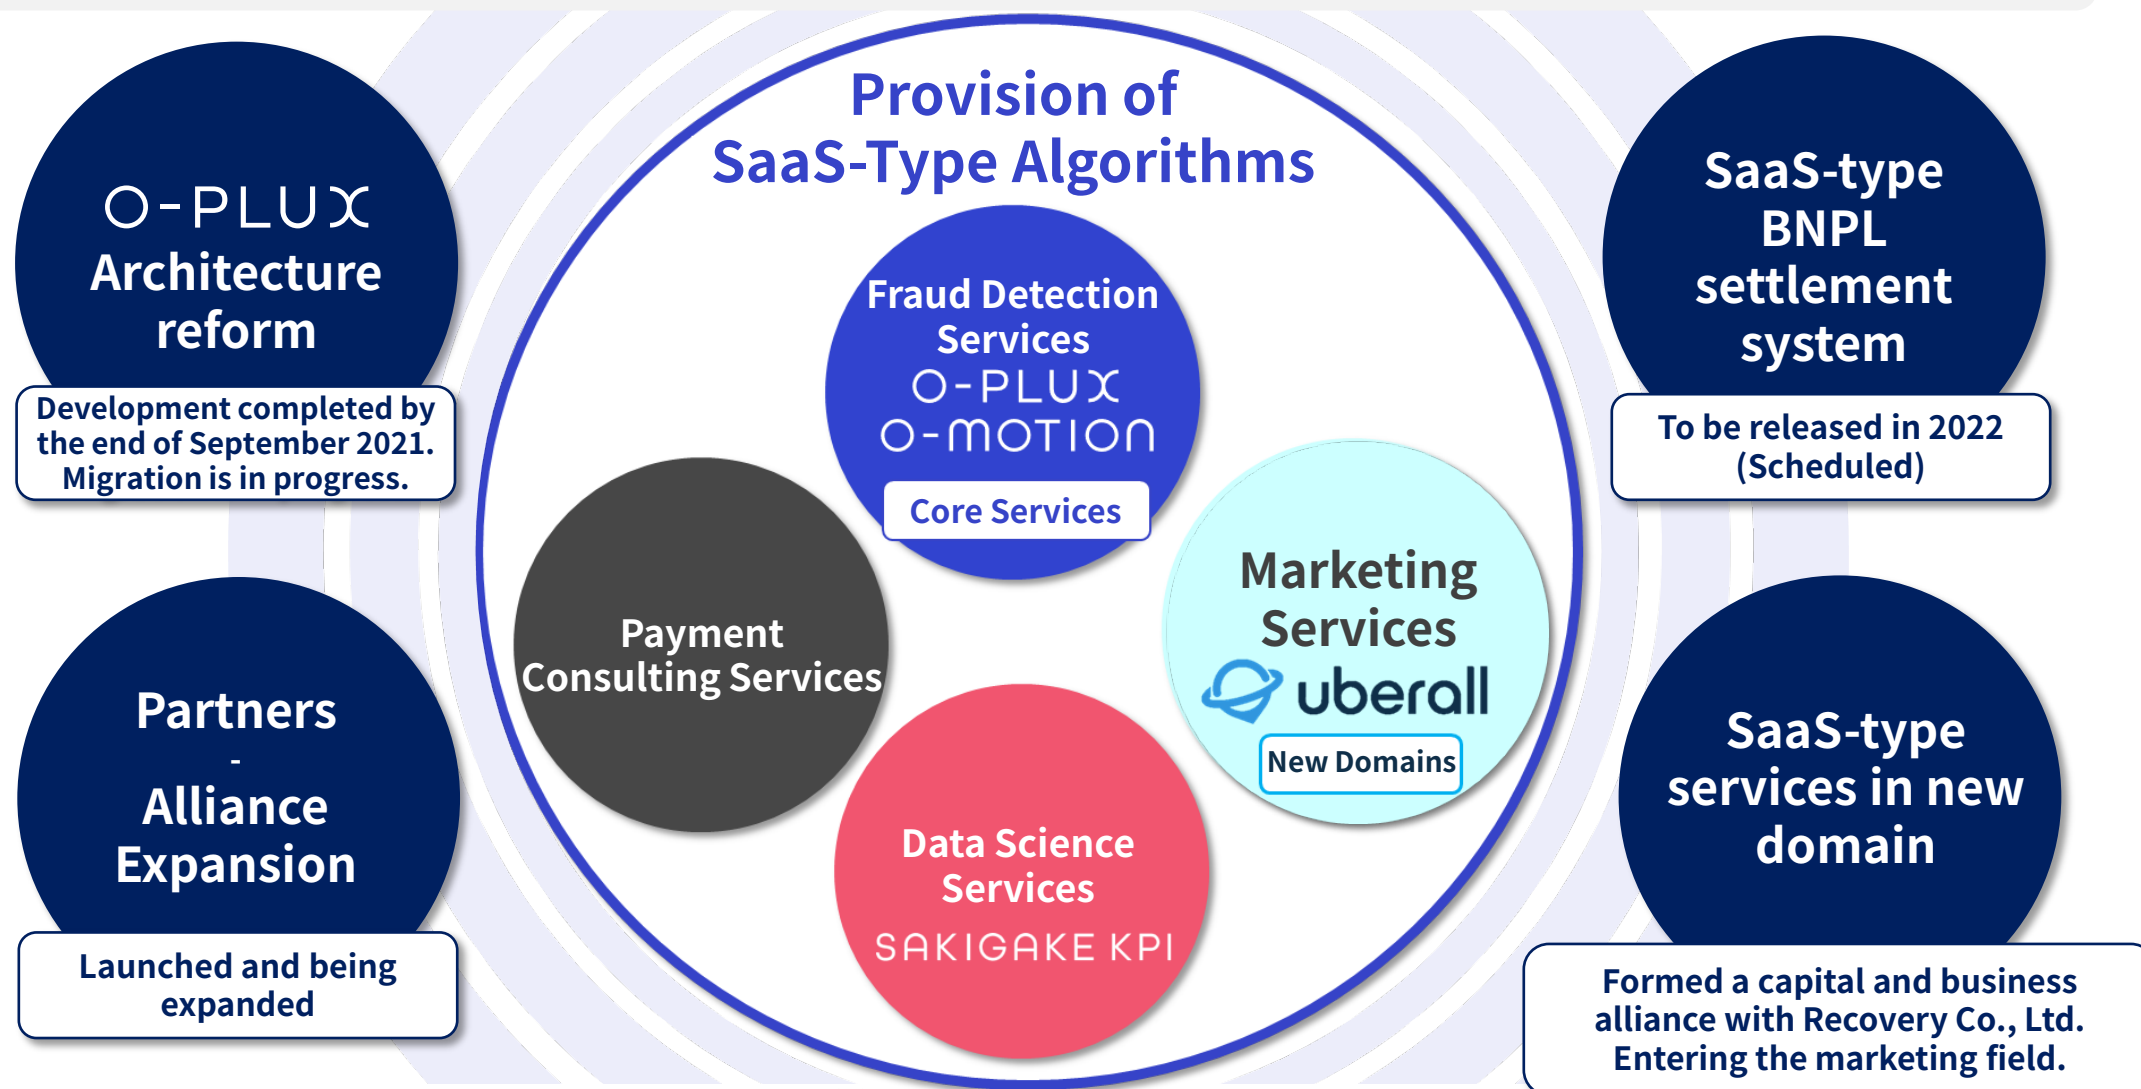 Provision of
SaaS-Type Algorithms
O-PLUX
Architecture
reform
Development completed by
the end of September 2021.
Migration is in progress.
Partners
-
Alliance
Expansion
Launched and being
expanded
Fraud Detection
Services
O-PLUX
O-MOTION
Core Services
Payment
Consulting Services
Marketing
Services
uberall
New Domains
Data Science
Services
SAKIGAKE KPI
SaaS-type
BNPL
settlement
system
To be released in 2022
(Scheduled)
SaaS-type
services in new
domain
Formed a capital and business
alliance with Recovery Co., Ltd.
Entering the marketing field.